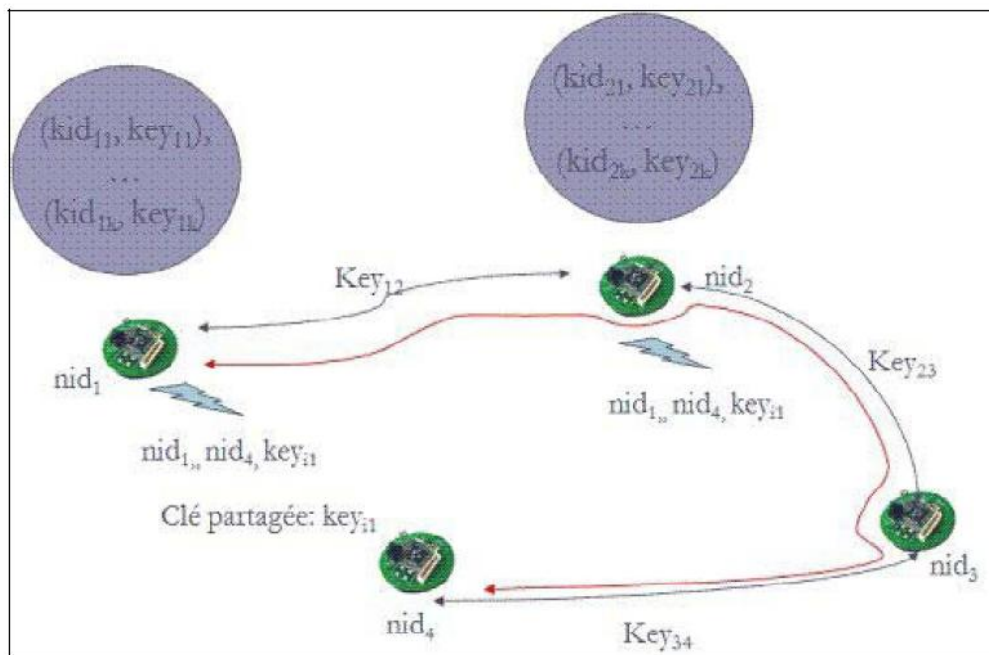 (kid₁₁, key₁₁),
...
(kid₁ₖ, key₁ₖ)
(kid₂₁, key₂₁),
...
(kid₂ₖ, key₂ₖ)
Key₁₂
nid₂
nid₁
Key₂₃
nid₁,, nid₄, keyᵢ₁
nid₁,, nid₄, keyᵢ₁
Clé partagée: keyᵢ₁
nid₃
nid₄
Key₃₄